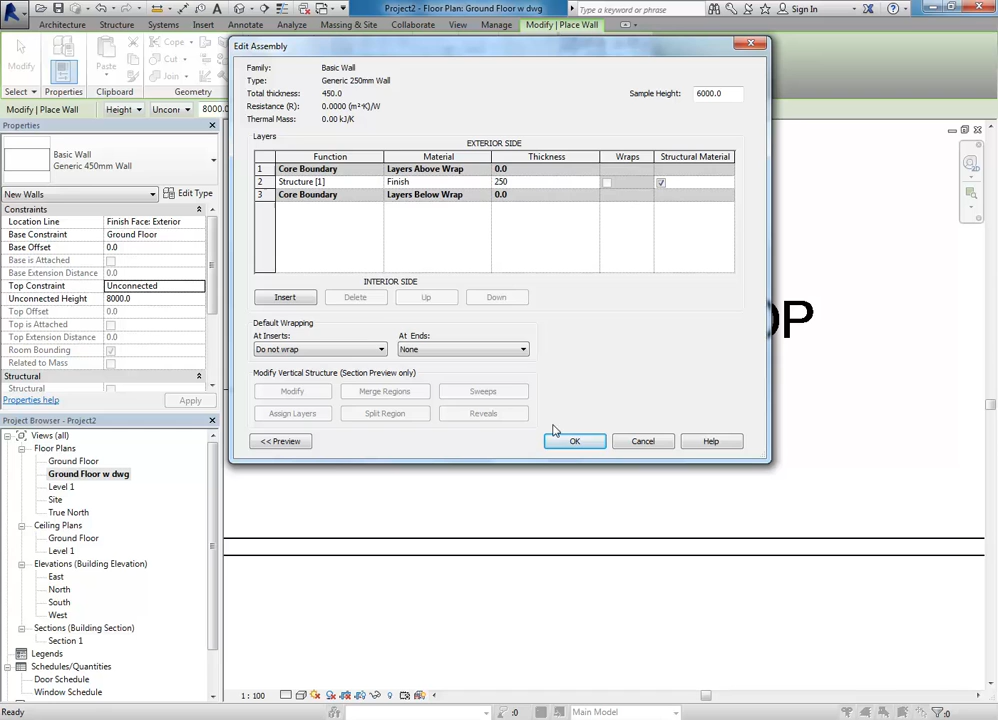 Project2 - Floor Plan: Ground Floor w dwg
Type a keyword or phrase
Sign In
Architecture Structure Systems Insert Annotate Analyze Massing & Site Collaborate View Manage Modify | Place Wall
Modify
Paste
Cope
Cut
Join
Select Properties Clipboard Geometry
Modify | Place Wall Height Unconr 8000.0
Properties
Basic Wall
Generic 450mm Wall
New Walls Edit Type
Constraints
Location Line Finish Face: Exterior
Base Constraint Ground Floor
Base Offset 0.0
Base is Attached
Base Extension Distance 0.0
Top Constraint Unconnected
Unconnected Height 8000.0
Top Offset 0.0
Top is Attached
Top Extension Distance 0.0
Room Bounding
Related to Mass
Structural
Structural
Properties help Apply
Project Browser - Project2
Views (all)
Floor Plans
Ground Floor
Ground Floor w dwg
Level 1
Site
True North
Ceiling Plans
Ground Floor
Level 1
Elevations (Building Elevation)
East
North
South
West
Sections (Building Section)
Section 1
Legends
Schedules/Quantities
Door Schedule
Window Schedule
Edit Assembly
Family: Basic Wall
Type: Generic 250mm Wall
Total thickness: 450.0 Sample Height: 6000.0
Resistance (R): 0.0000 (m²·K)/W
Thermal Mass: 0.00 kJ/K
Layers
EXTERIOR SIDE
Function Material Thickness Wraps Structural Material
1 Core Boundary Layers Above Wrap 0.0
2 Structure [1] Finish 250
3 Core Boundary Layers Below Wrap 0.0
INTERIOR SIDE
Insert Delete Up Down
Default Wrapping
At Inserts: At Ends:
Do not wrap None
Modify Vertical Structure (Section Preview only)
Modify Merge Regions Sweeps
Assign Layers Split Region Reveals
<< Preview OK Cancel Help
OP
1 : 100
Ready :0 Main Model :0